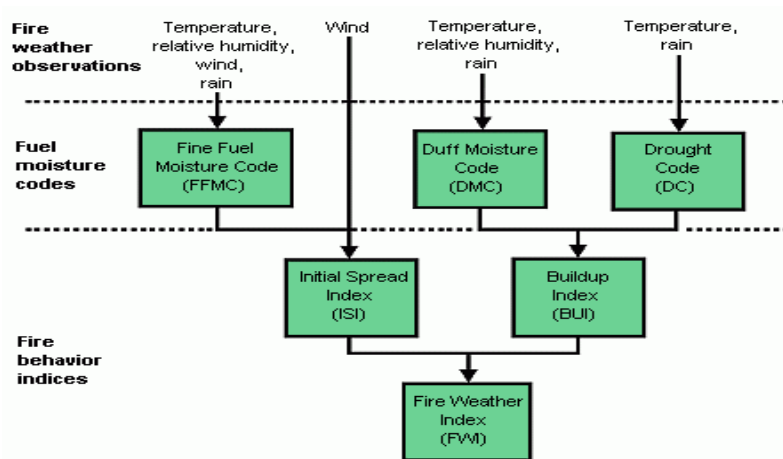 Fire
weather
observations
Temperature,
relative humidity,
wind,
rain
Wind
Temperature,
relative humidity,
rain
Temperature,
rain
Fuel
moisture
codes
Fine Fuel
Moisture Code
(FFMC)
Duff Moisture
Code
(DMC)
Drought
Code
(DC)
Fire
behavior
indices
Initial Spread
Index
(ISI)
Buildup
Index
(BUI)
Fire Weather
Index
(FWI)